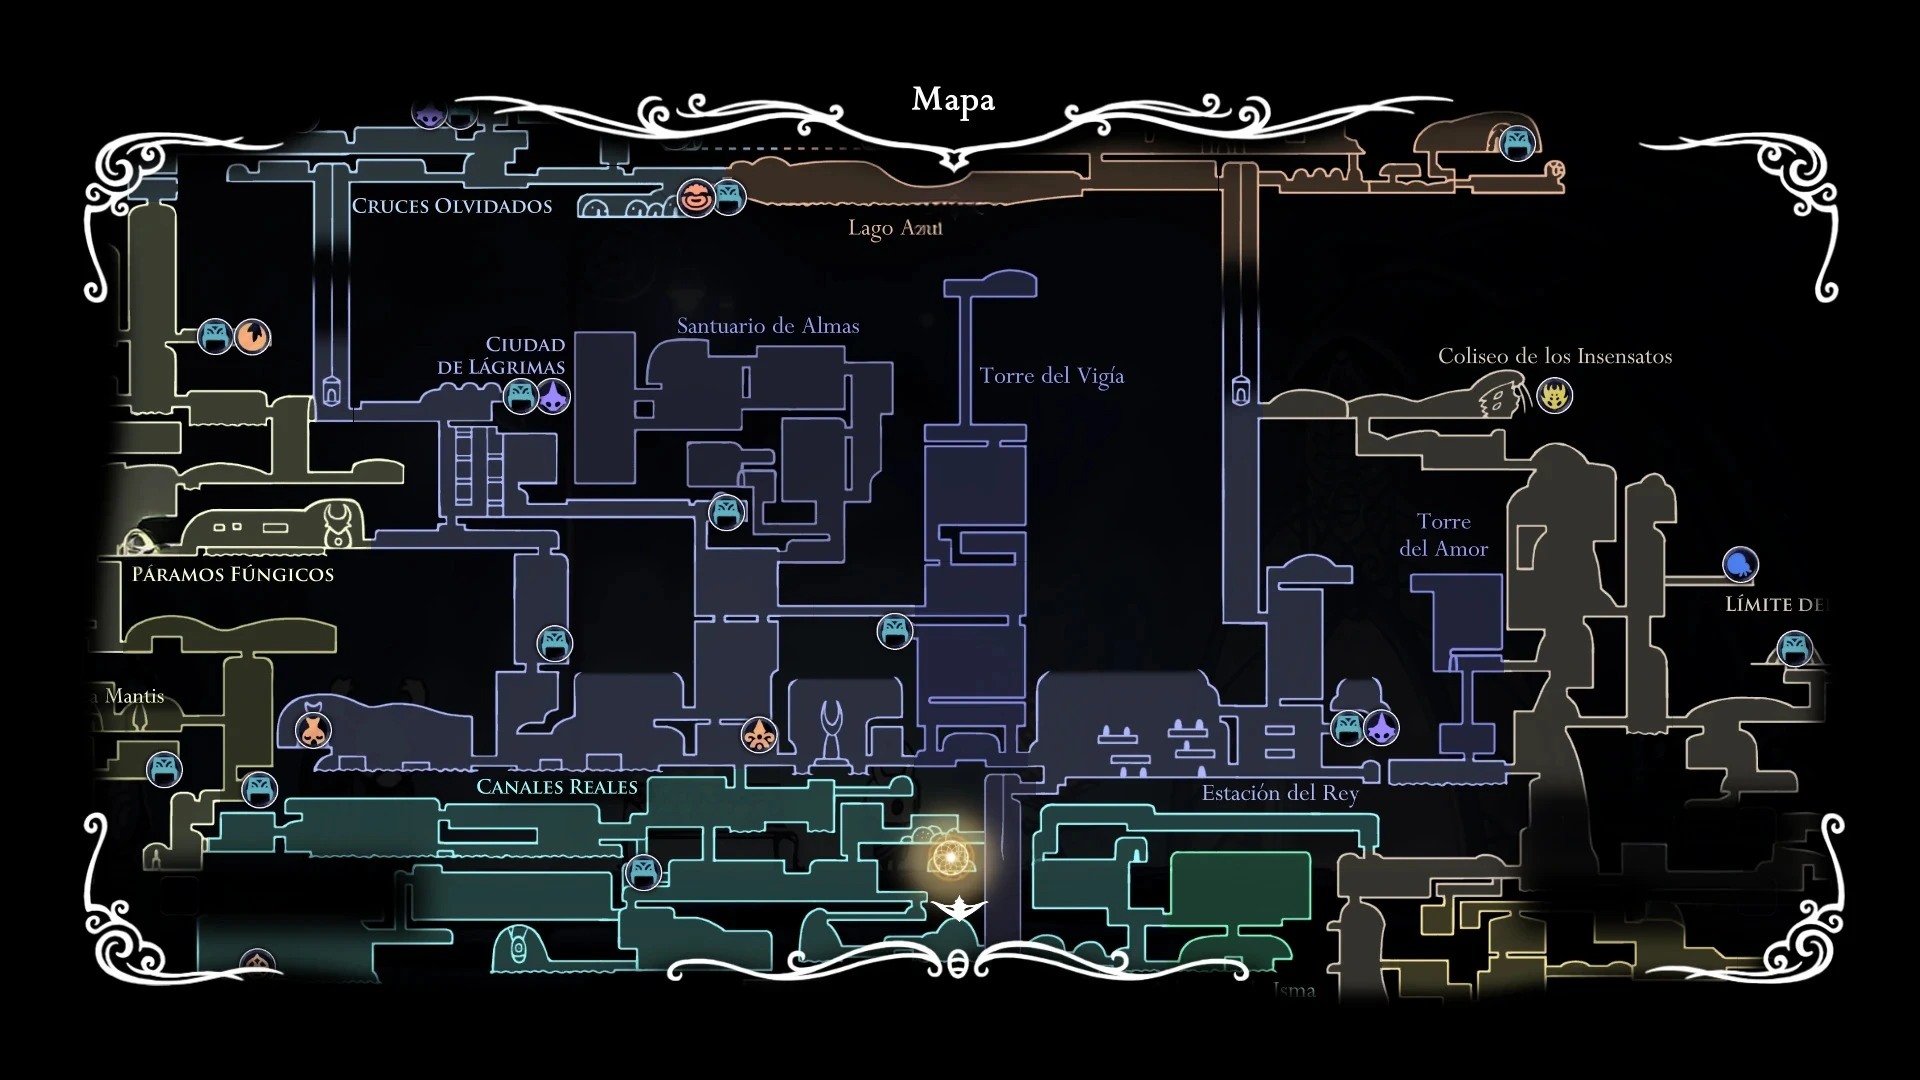 Mapa
Cruces Olvidados
Lago Azul
Santuario de Almas
Ciudad
de Lágrimas
Torre del Vigía
Coliseo de los Insensatos
Torre
del Amor
Páramos Fúngicos
Límite de
a Mantis
Canales Reales
Estación del Rey
Isma